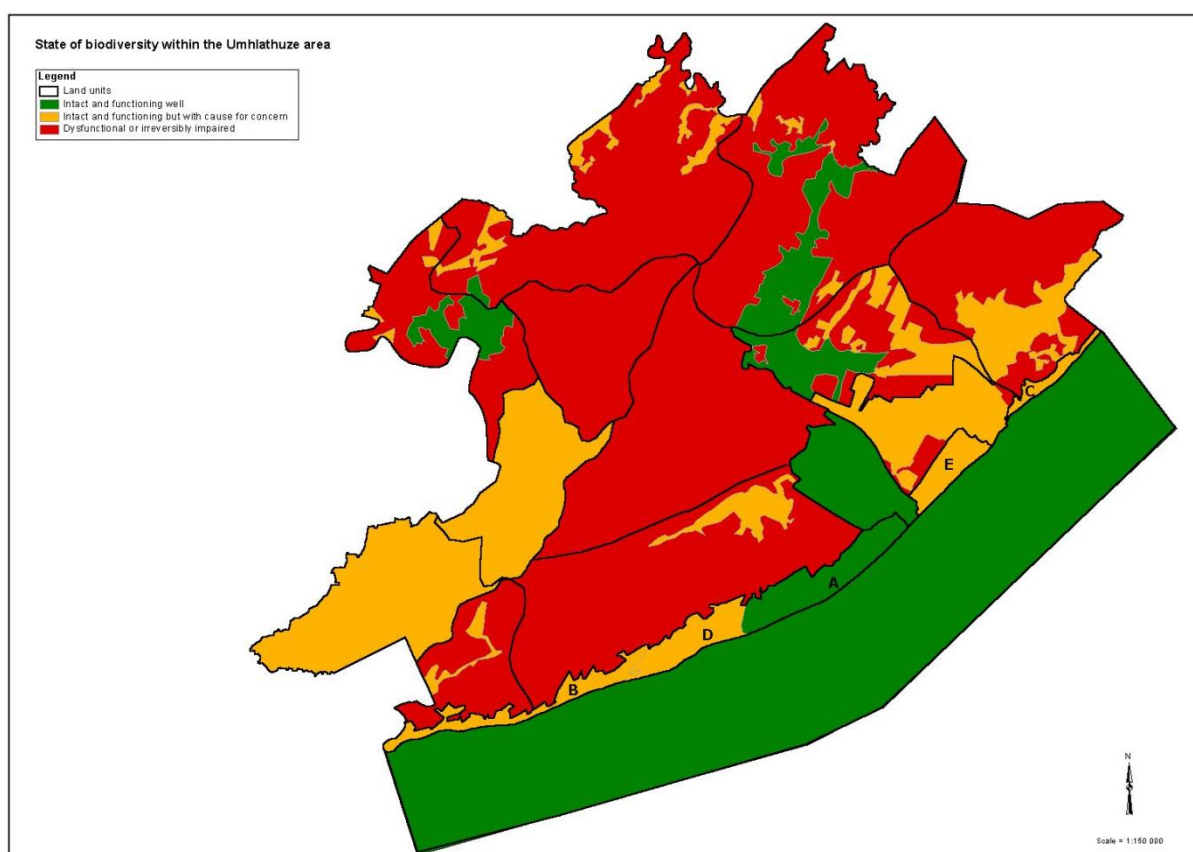 State of biodiversity within the Umhlathuze area
Legend
Land units
Intact and functioning well
Intact and functioning but with cause for concern
Dysfunctional or irreversibly impaired
C
E
A
D
B
N
Scale = 1:150 000